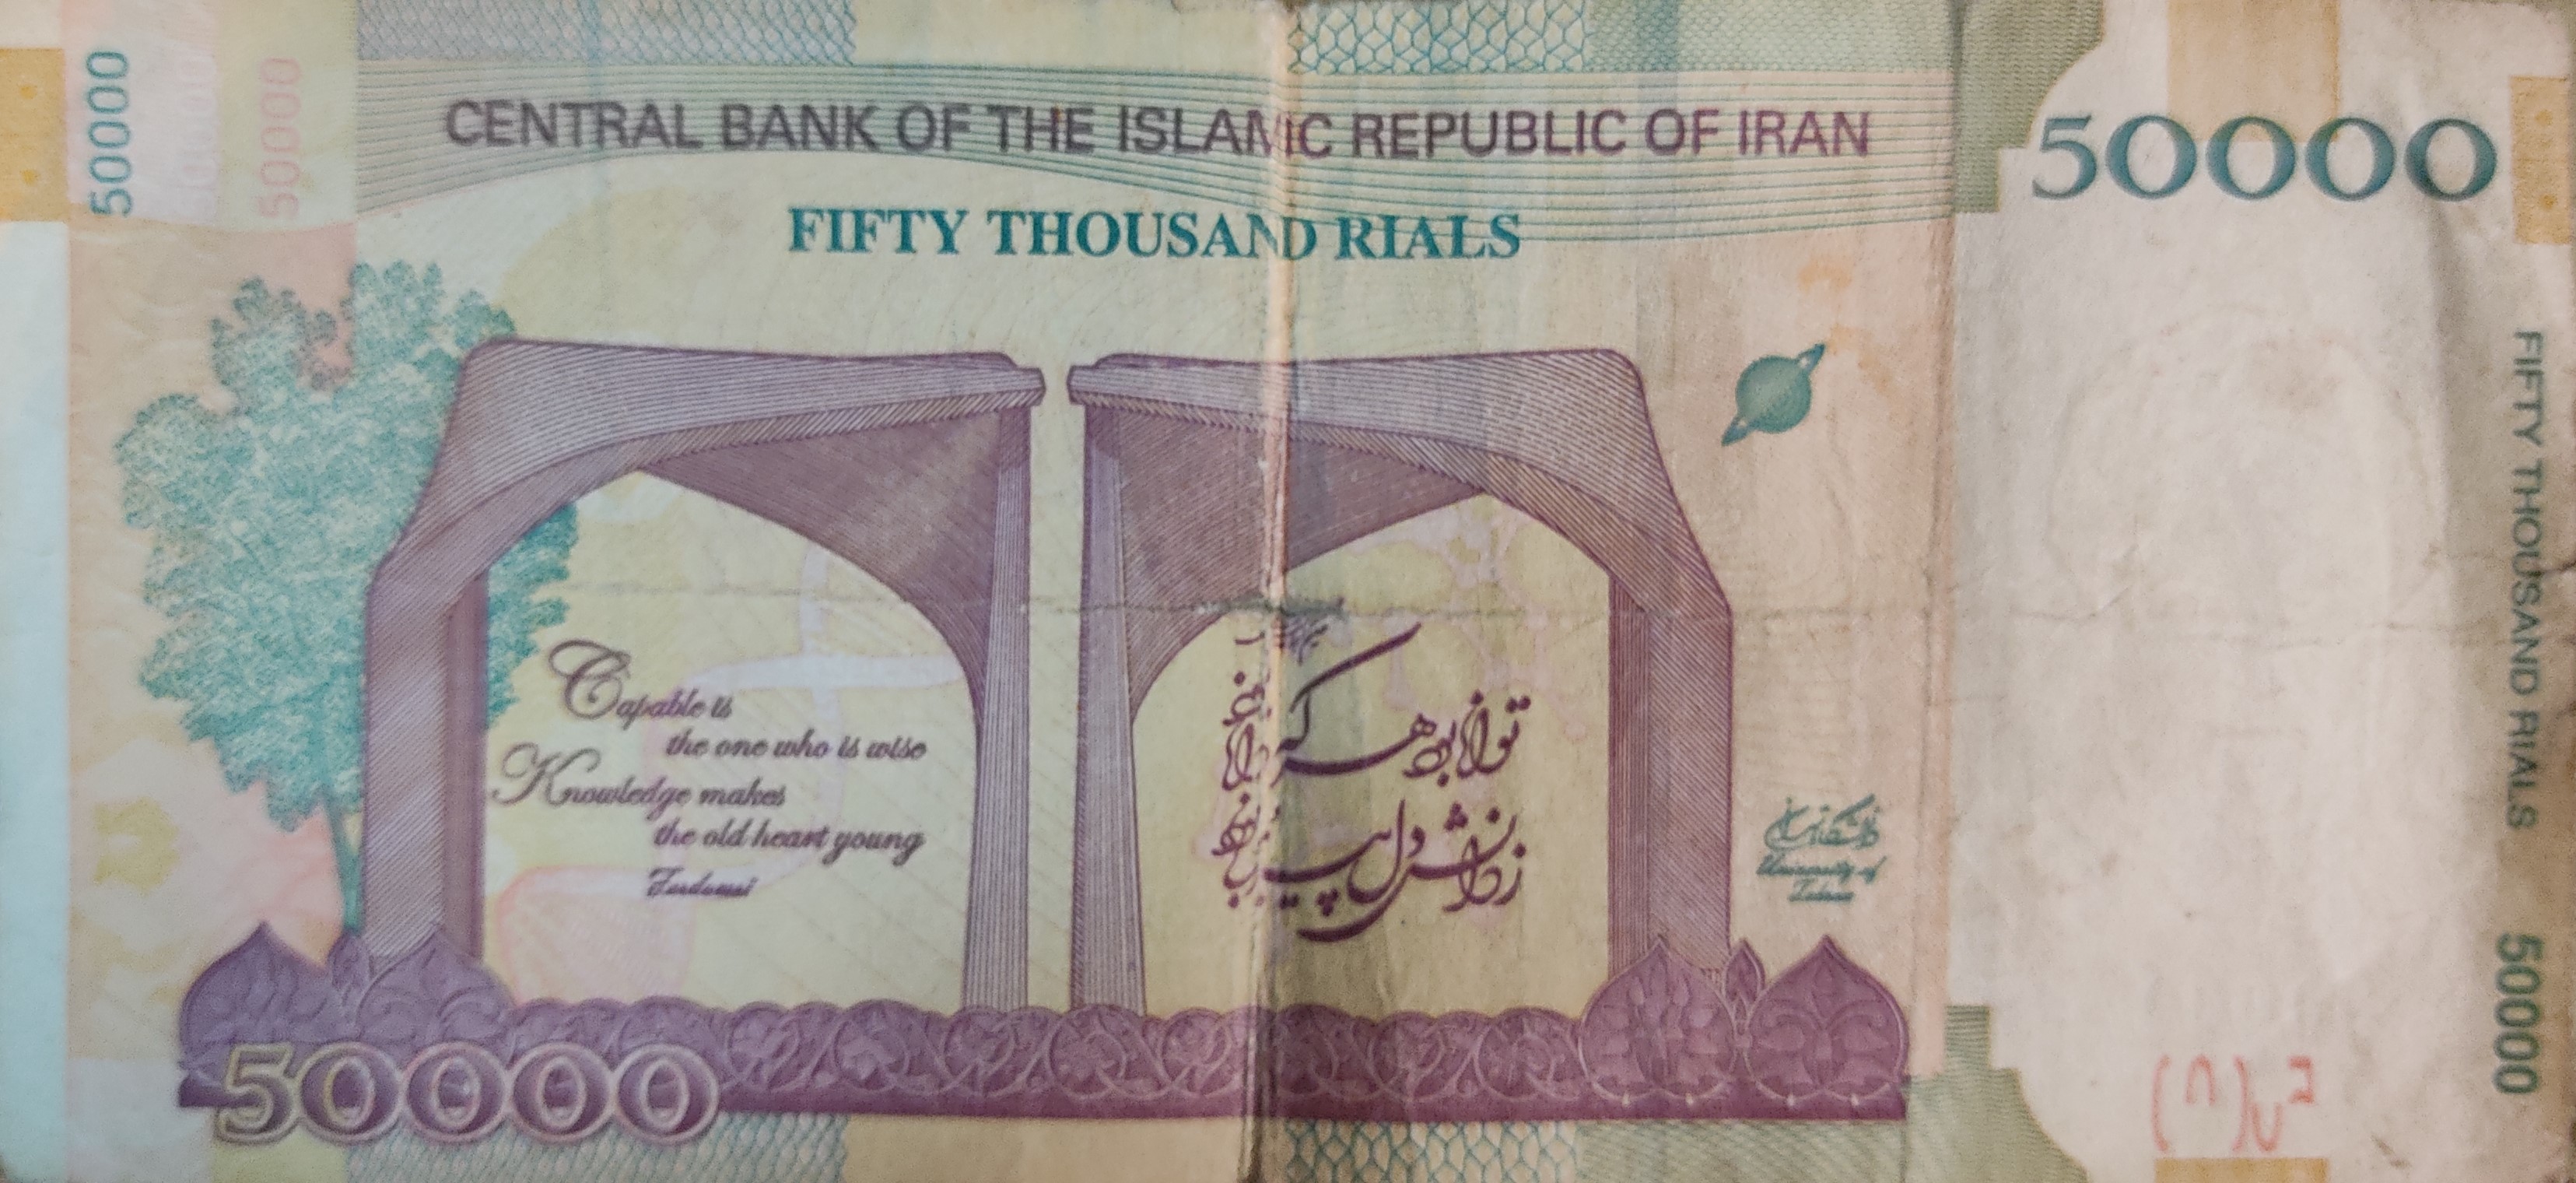 50000
50000
CENTRAL BANK OF THE ISLAMIC REPUBLIC OF IRAN
50000
FIFTY THOUSAND RIALS
Capable is
the one who is wise
Knowledge makes
the old heart young
Ferdowsi
توانا بود هر که دانا بود
ز دانش دل پیر برنا بود
دانشگاه تهران
University of
Tehran
50000
FIFTY THOUSAND RIALS 50000